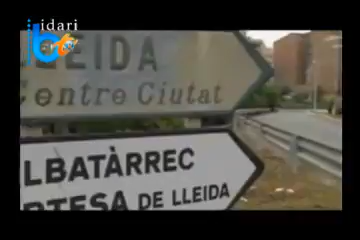 idari
LLEIDA
Centre Ciutat
ALBATÀRREC
ARTESA DE LLEIDA